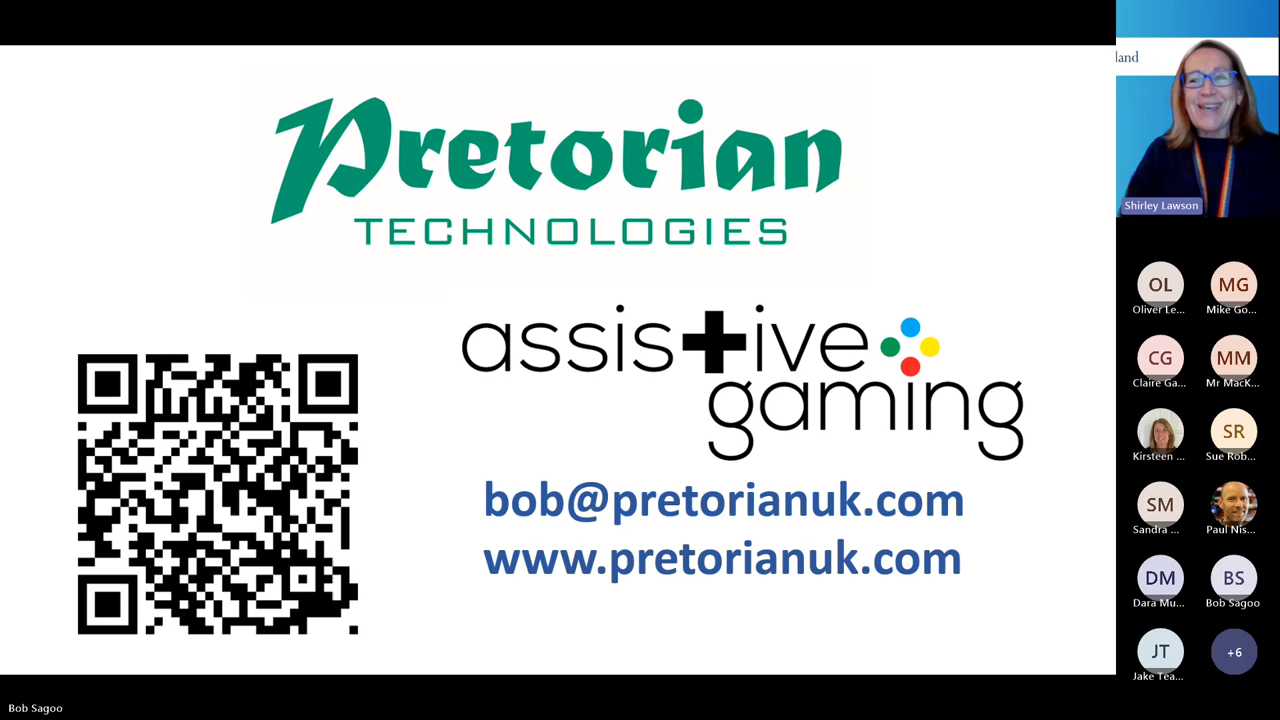 Pretorian
TECHNOLOGIES
assistive
gaming
bob@pretorianuk.com
www.pretorianuk.com
land
Shirley Lawson
OL
MG
Oliver Le...
Mike Go...
CG
MM
Claire Ga...
Mr MacK...
SR
Kirsteen ...
Sue Rob...
SM
Sandra ...
Paul Nis...
DM
BS
Dara Mu...
Bob Sagoo
JT
+6
Jake Tea...
Bob Sagoo